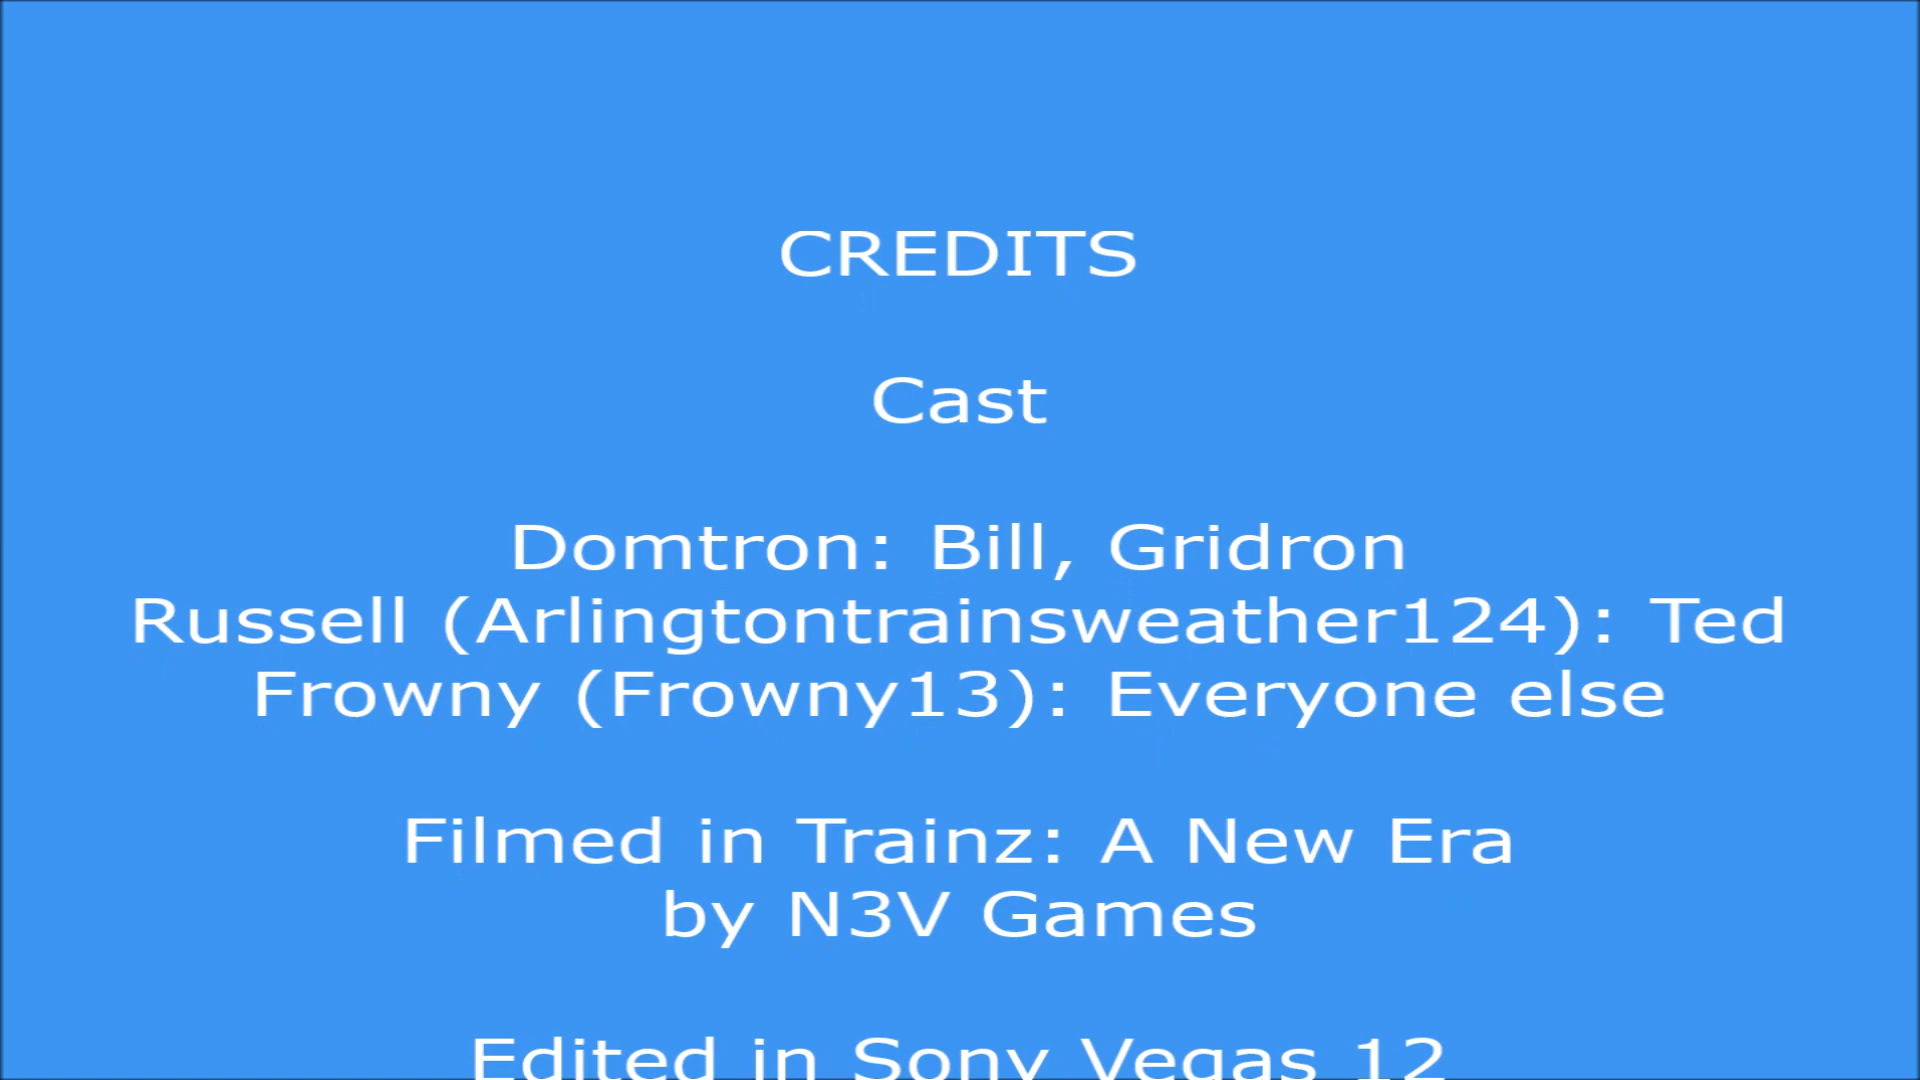 CREDITS
Cast
Domtron: Bill, Gridron
Russell (Arlingtontrainsweather124): Ted
Frowny (Frowny13): Everyone else
Filmed in Trainz: A New Era
by N3V Games
Edited in Sony Vegas 12